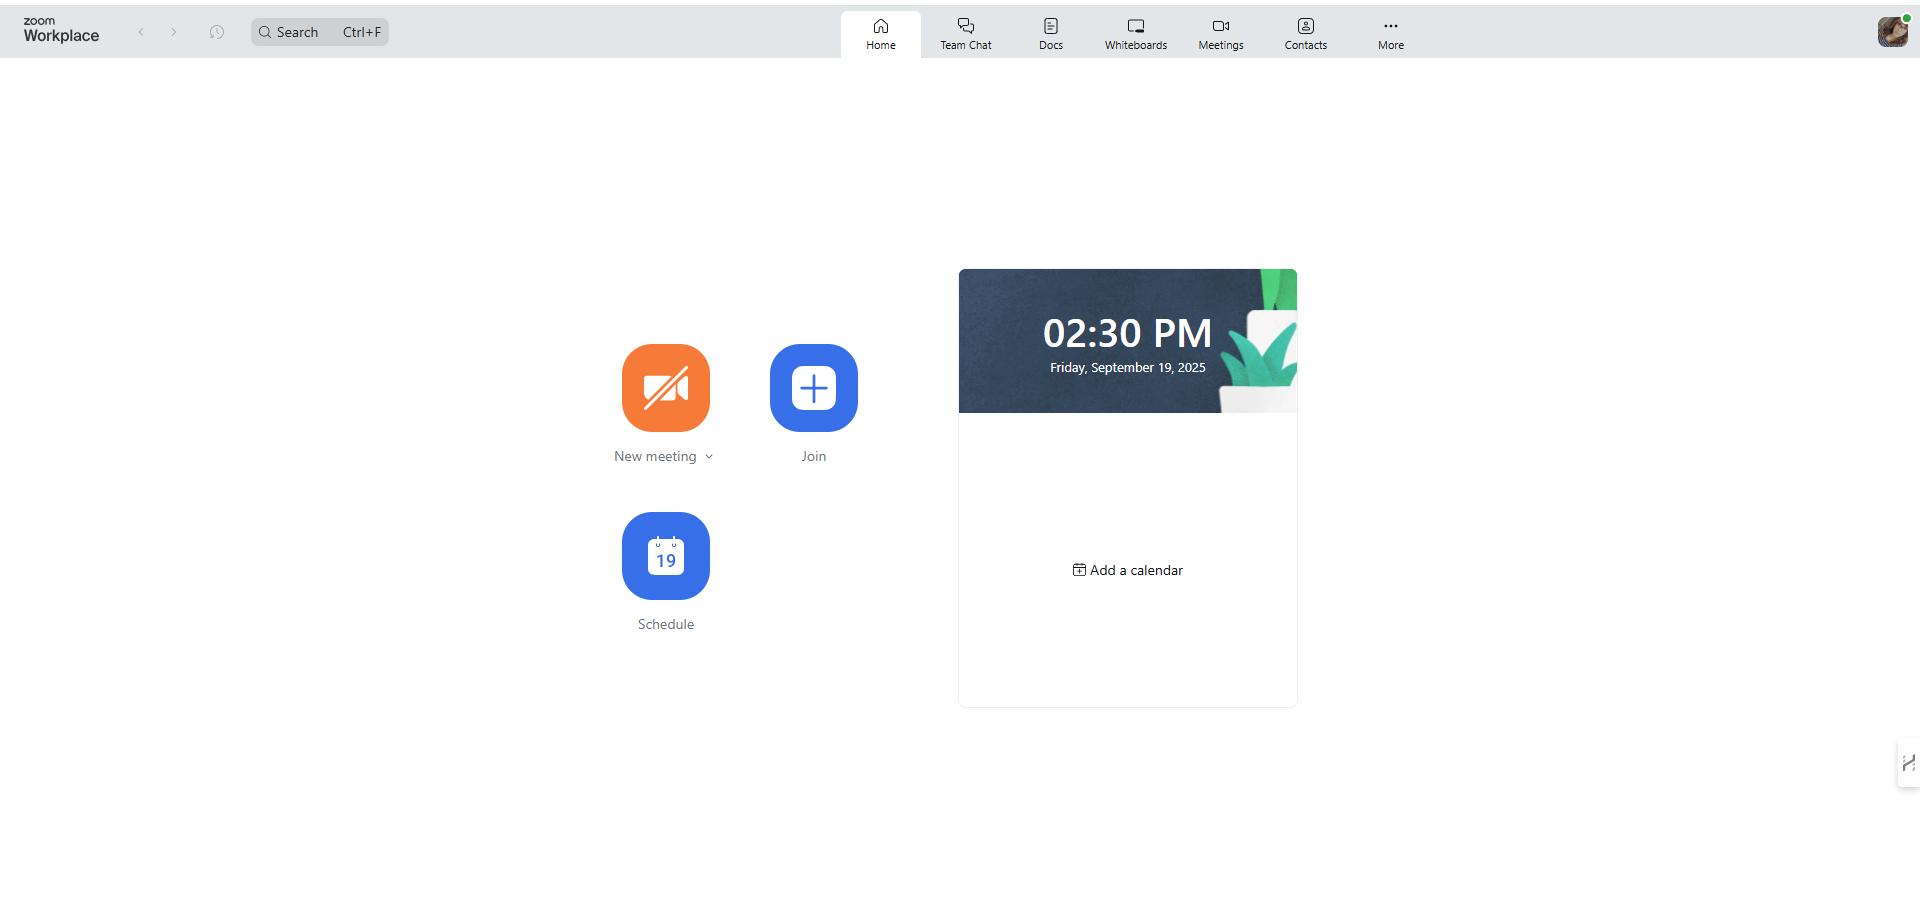 zoom
Workplace
Search Ctrl+F
Home
Team Chat
Docs
Whiteboards
Meetings
Contacts
More
02:30 PM
Friday, September 19, 2025
New meeting
Join
19
Schedule
Add a calendar